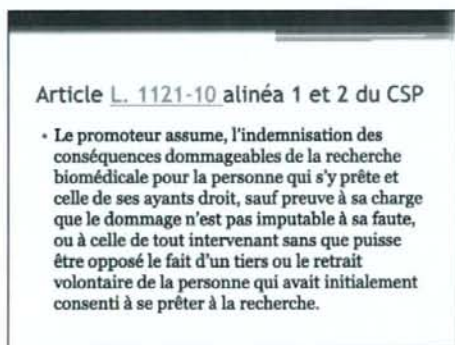 Article L. 1121-10 alinéa 1 et 2 du CSP
• Le promoteur assume, l'indemnisation des
conséquences dommageables de la recherche
biomédicale pour la personne qui s'y prête et
celle de ses ayants droit, sauf preuve à sa charge
que le dommage n'est pas imputable à sa faute,
ou à celle de tout intervenant sans que puisse
être opposé le fait d'un tiers ou le retrait
volontaire de la personne qui avait initialement
consenti à se prêter à la recherche.